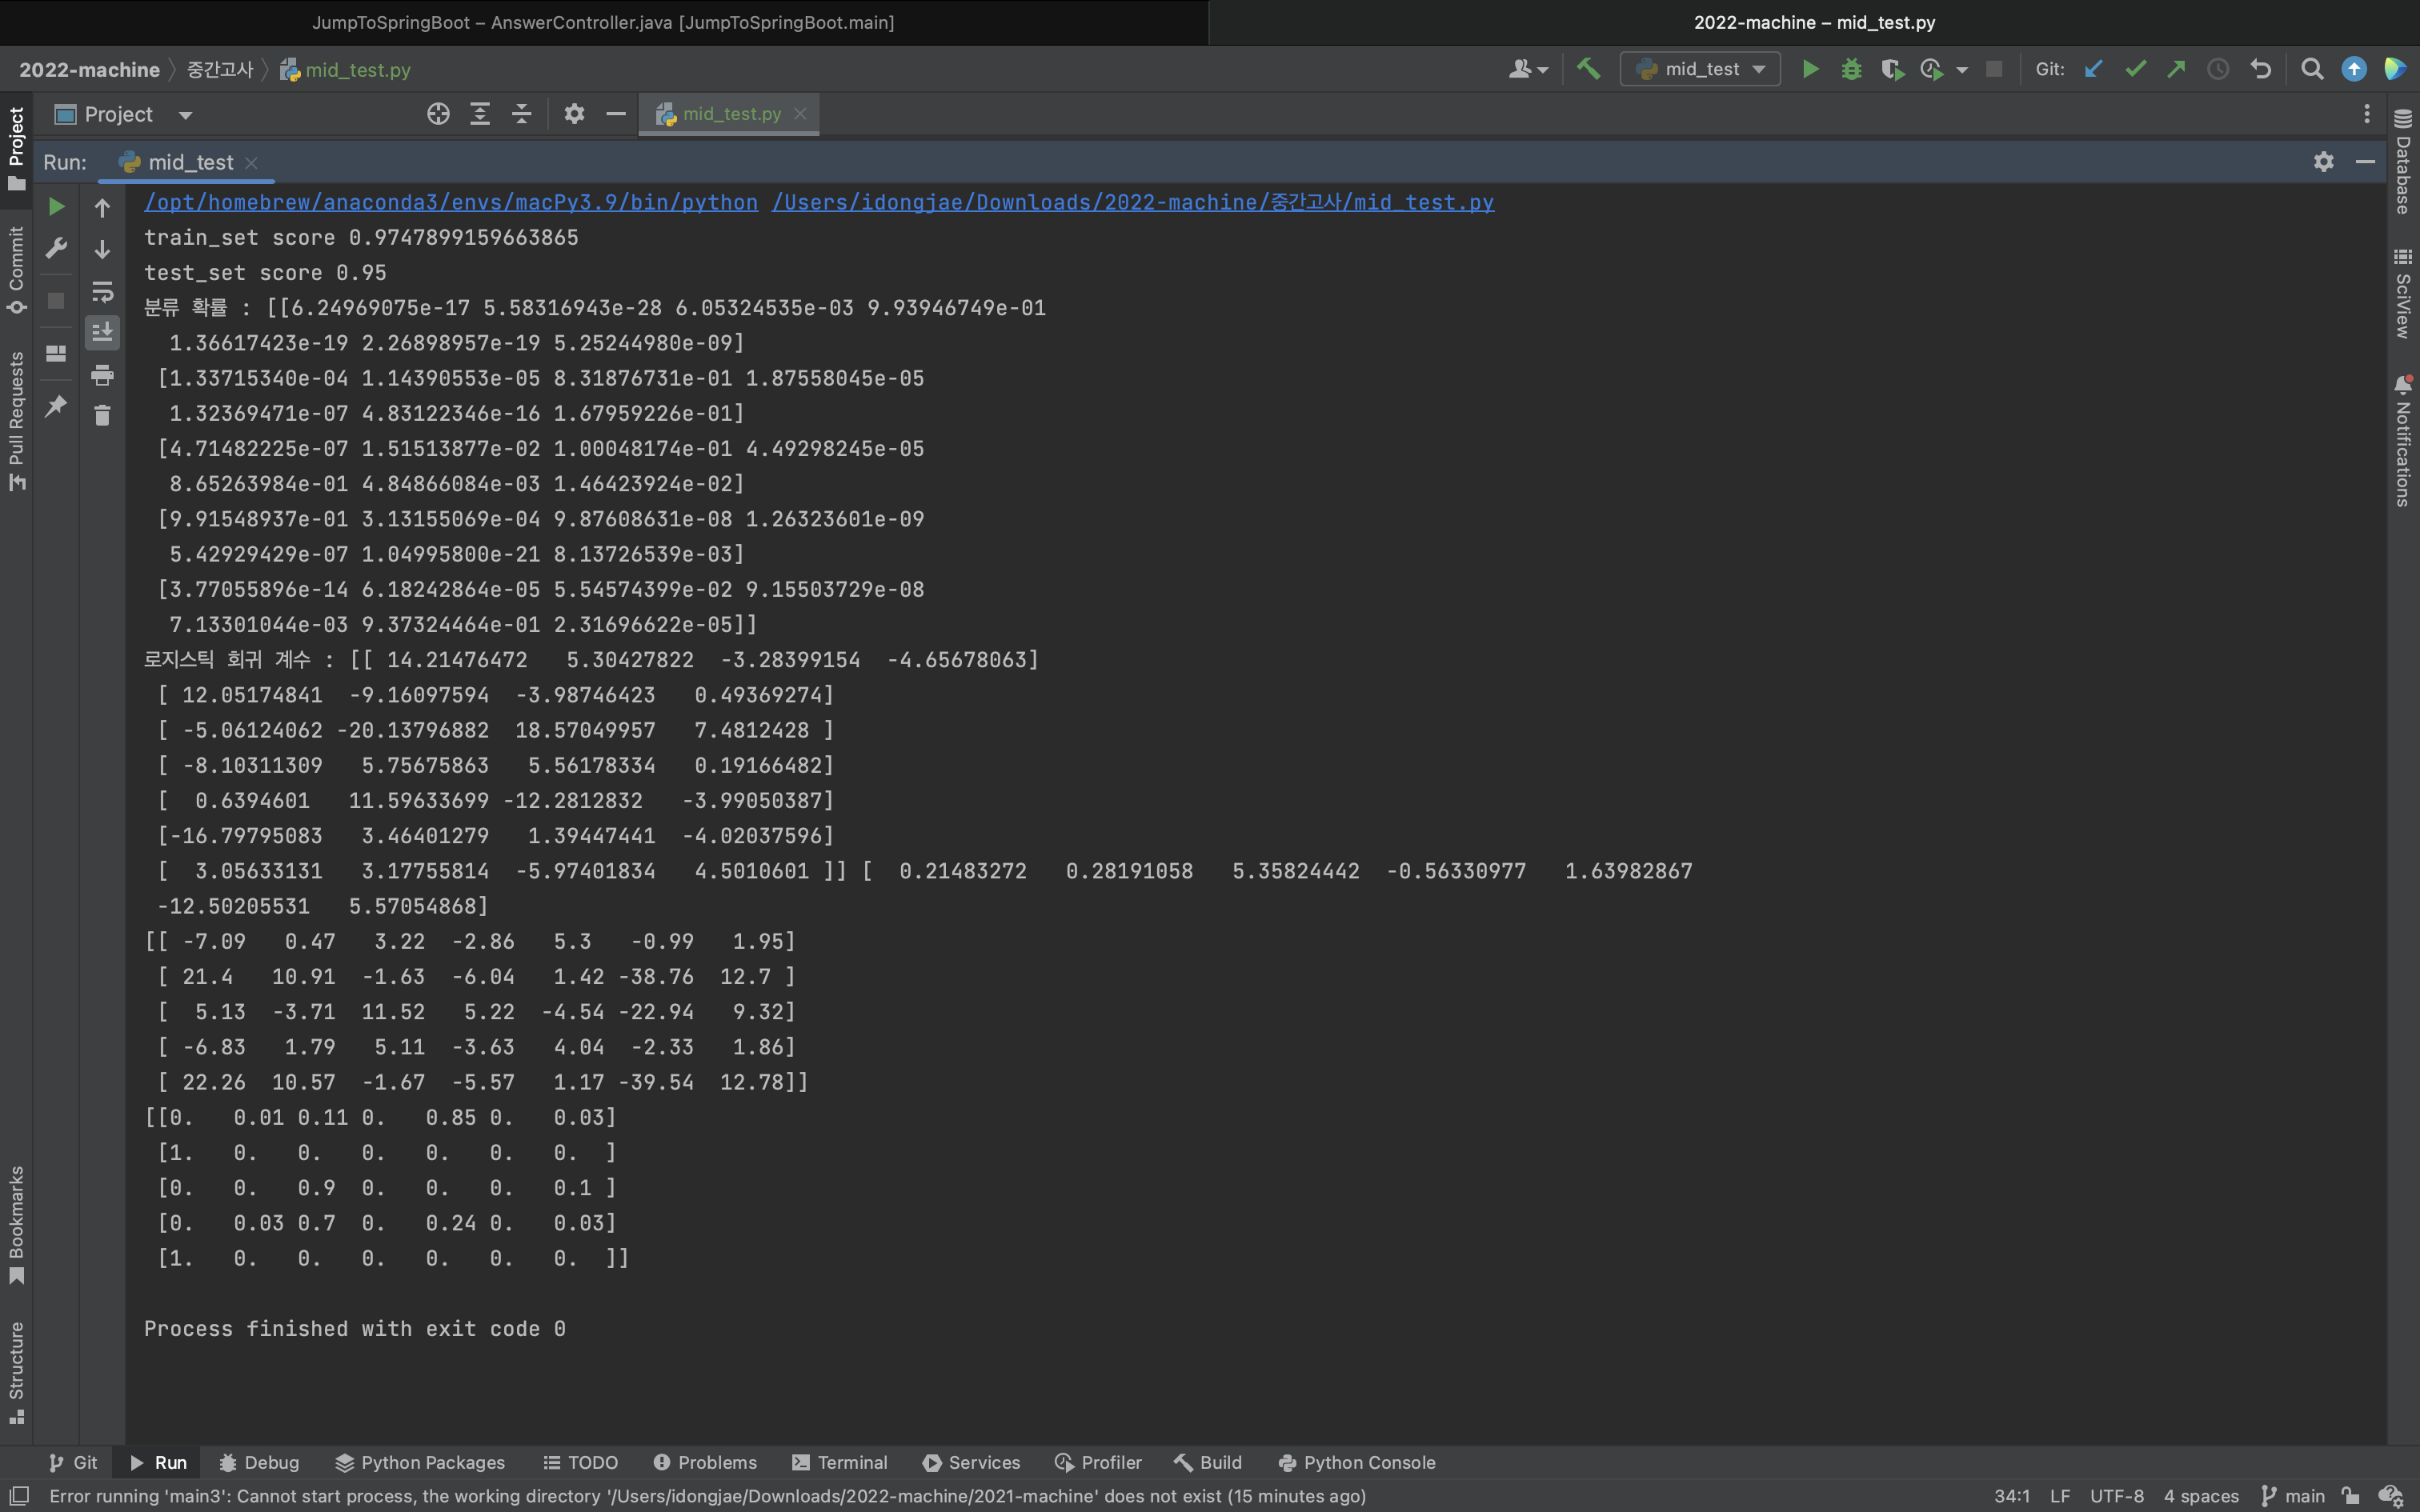 JumpToSpringBoot – AnswerController.java [JumpToSpringBoot.main]
2022-machine – mid_test.py
2022-machine 중간고사 mid_test.py
mid_test
Git:
Project
mid_test.py
Run: mid_test
/opt/homebrew/anaconda3/envs/macPy3.9/bin/python /Users/idongjae/Downloads/2022-machine/중간고사/mid_test.py
train_set score 0.9747899159663865
test_set score 0.95
분류 확률 : [[6.24969075e-17 5.58316943e-28 6.05324535e-03 9.93946749e-01
1.36617423e-19 2.26898957e-19 5.25244980e-09]
[1.33715340e-04 1.14390553e-05 8.31876731e-01 1.87558045e-05
1.32369471e-07 4.83122346e-16 1.67959226e-01]
[4.71482225e-07 1.51513877e-02 1.00048174e-01 4.49298245e-05
8.65263984e-01 4.84866084e-03 1.46423924e-02]
[9.91548937e-01 3.13155069e-04 9.87608631e-08 1.26323601e-09
5.42929429e-07 1.04995800e-21 8.13726539e-03]
[3.77055896e-14 6.18242864e-05 5.54574399e-02 9.15503729e-08
7.13301044e-03 9.37324464e-01 2.31696622e-05]]
로지스틱 회귀 계수 : [[ 14.21476472   5.30427822  -3.28399154  -4.65678063]
[ 12.05174841  -9.16097594  -3.98746423   0.49369274]
[ -5.06124062 -20.13796882  18.57049957   7.4812428 ]
[ -8.10311309   5.75675863   5.56178334   0.19166482]
[  0.6394601   11.59633699 -12.2812832   -3.99050387]
[-16.79795083   3.46401279   1.39447441  -4.02037596]
[  3.05633131   3.17755814  -5.97401834   4.5010601 ]] [  0.21483272   0.28191058   5.35824442  -0.56330977   1.63982867
-12.50205531   5.57054868]
[[ -7.09   0.47   3.22  -2.86   5.3   -0.99   1.95]
[ 21.4   10.91  -1.63  -6.04   1.42 -38.76  12.7 ]
[  5.13  -3.71  11.52   5.22  -4.54 -22.94   9.32]
[ -6.83   1.79   5.11  -3.63   4.04  -2.33   1.86]
[ 22.26  10.57  -1.67  -5.57   1.17 -39.54  12.78]]
[[0.   0.01 0.11 0.   0.85 0.   0.03]
[1.   0.   0.   0.   0.   0.   0.  ]
[0.   0.   0.9  0.   0.   0.   0.1 ]
[0.   0.03 0.7  0.   0.24 0.   0.03]
[1.   0.   0.   0.   0.   0.   0.  ]]
Process finished with exit code 0
Project
Commit
Pull Requests
Bookmarks
Structure
Database
SciView
Notifications
Git Run Debug Python Packages TODO Problems Terminal Services Profiler Build Python Console
Error running 'main3': Cannot start process, the working directory '/Users/idongjae/Downloads/2022-machine/2021-machine' does not exist (15 minutes ago)
34:1 LF UTF-8 4 spaces main